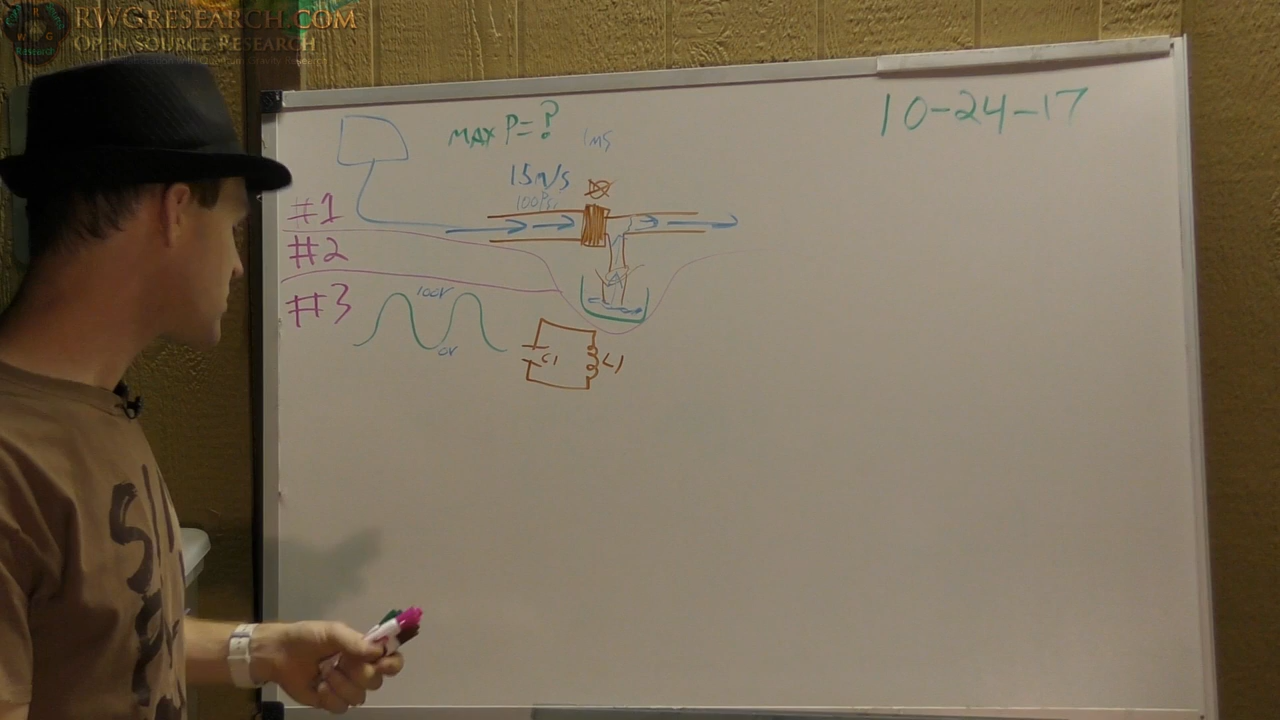 RWGRESEARCH.COM
OPEN SOURCE RESEARCH
10-24-17
MAX P=?
1ms
15m/s
100PSi
#1
#2
#3
100V
0V
C1
L1